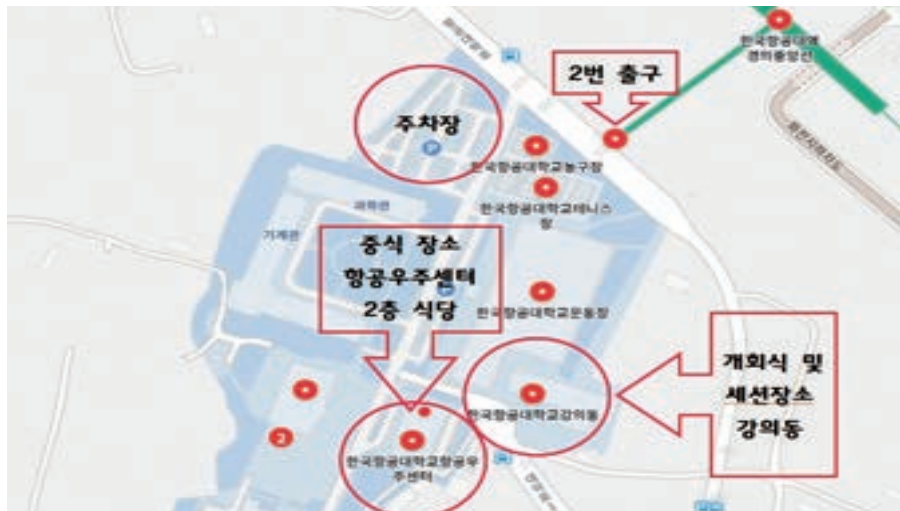 한국항공대역
경의중앙선
2번 출구
주차장
P
한국항공대학교농구장
한국항공대학교테니스
장
과학관
기계관
중식 장소
항공우주센터
2층 식당
한국항공대학교운동장
개회식 및
세션장소
강의동
한국항공대학교강의동
2
한국항공대학교항공우
주센터